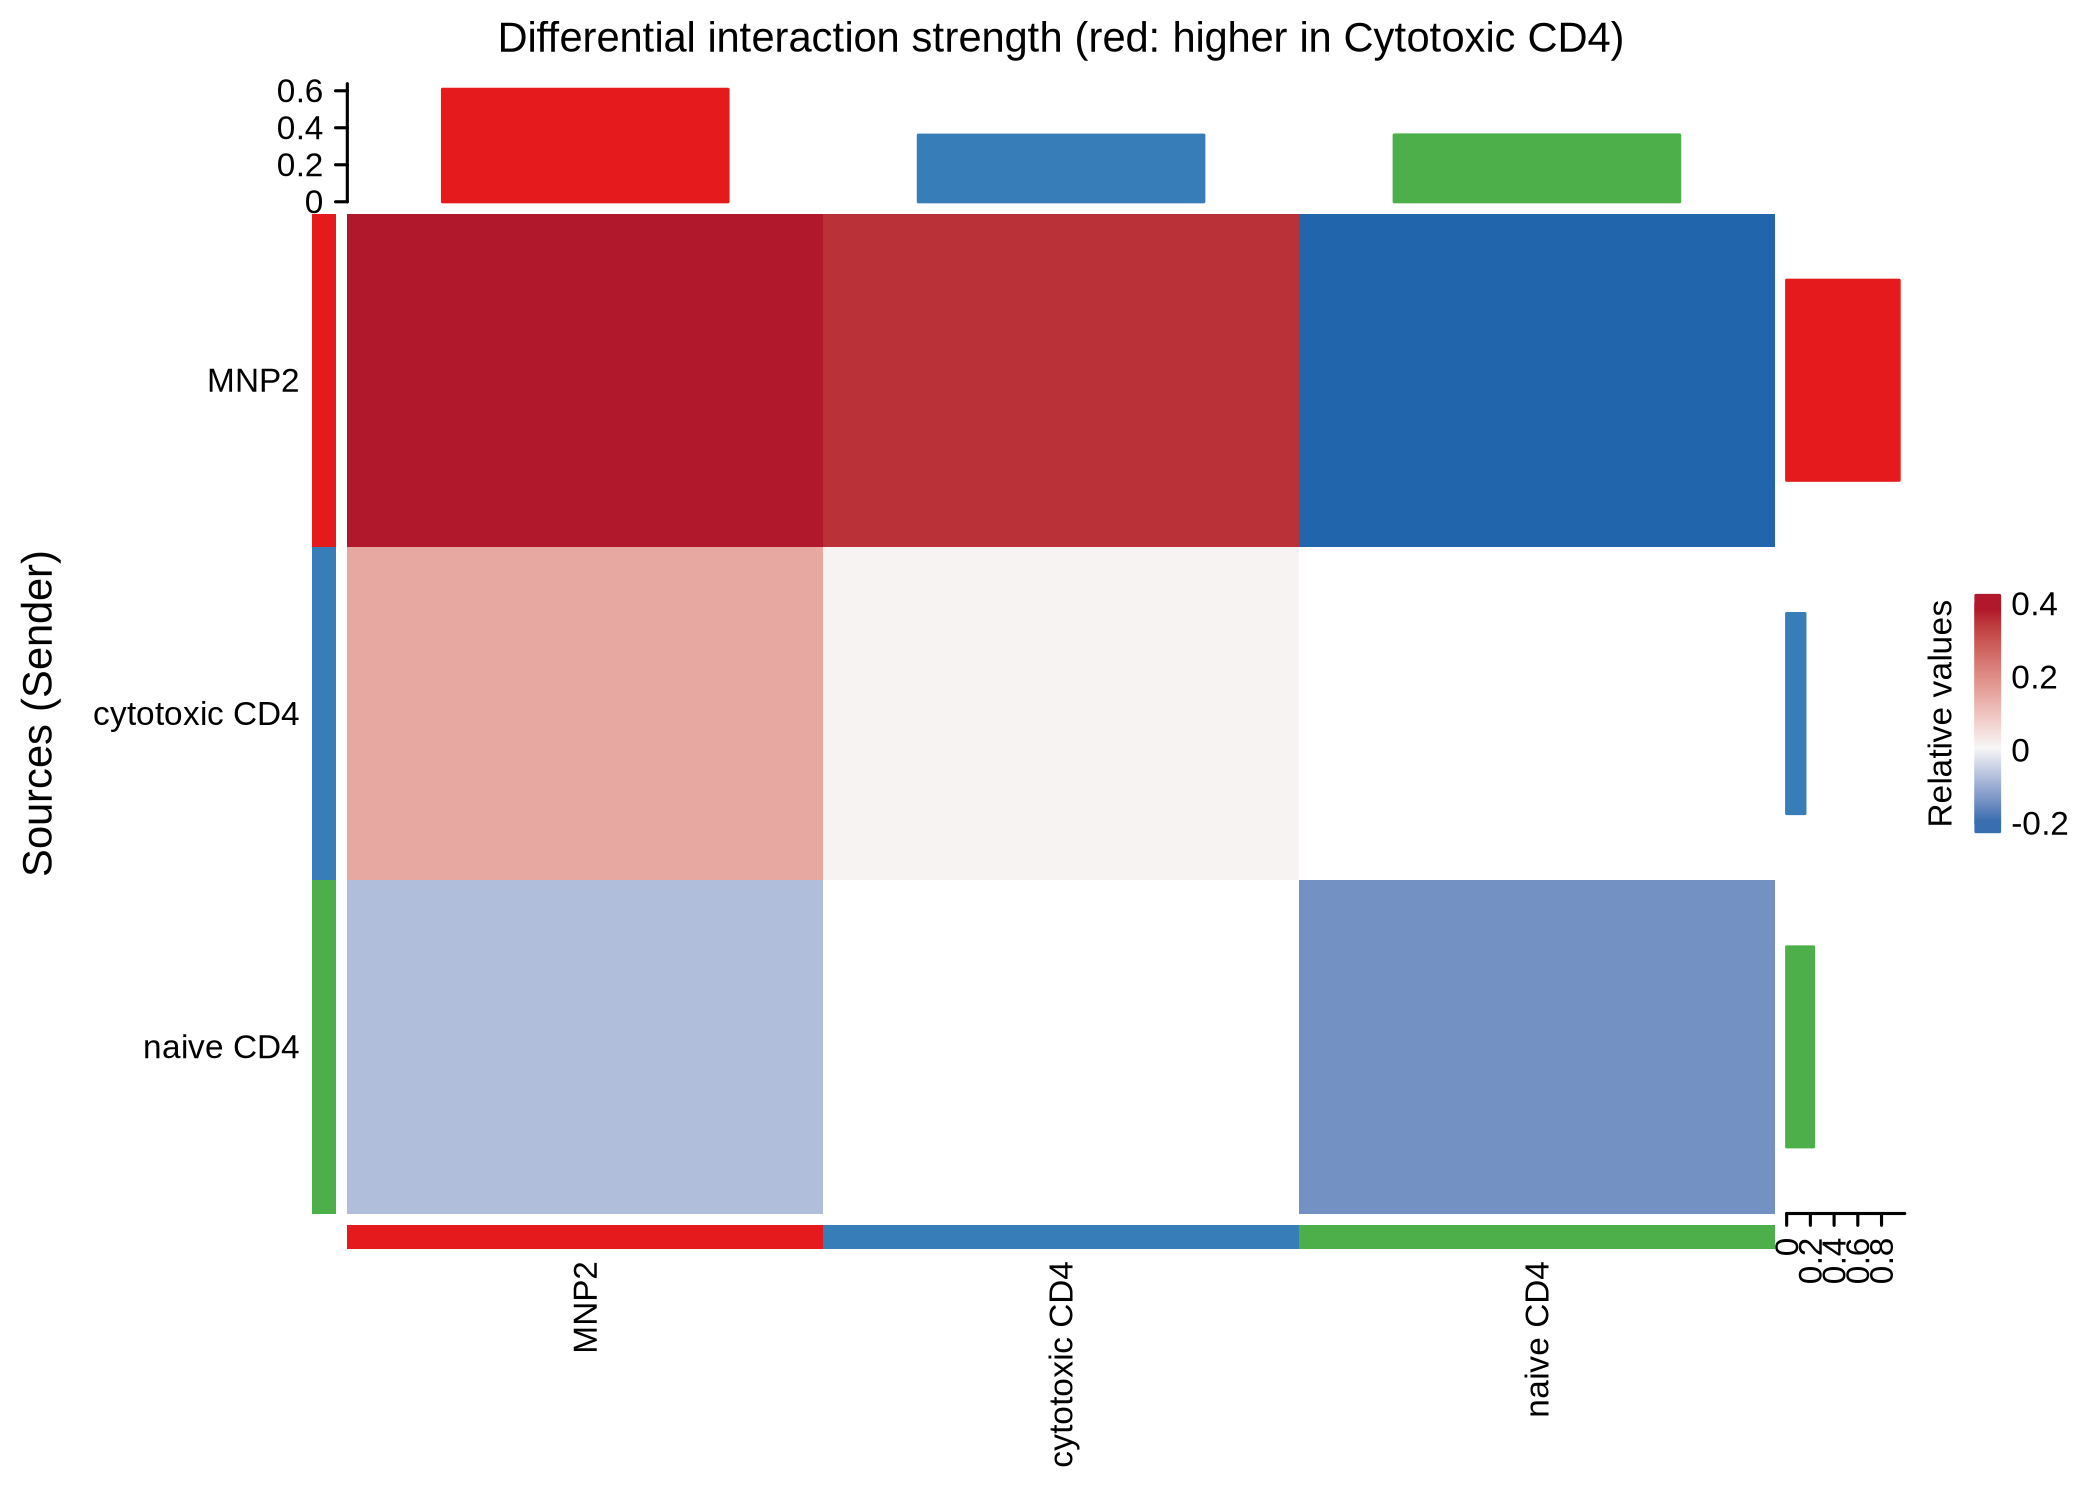 Differential interaction strength (red: higher in Cytotoxic CD4)
0.6
0.4
0.2
0
Sources (Sender)
MNP2
cytotoxic CD4
naive CD4
MNP2
cytotoxic CD4
naive CD4
0
0.2
0.4
0.6
0.8
Relative values
0.4
0.2
0
-0.2